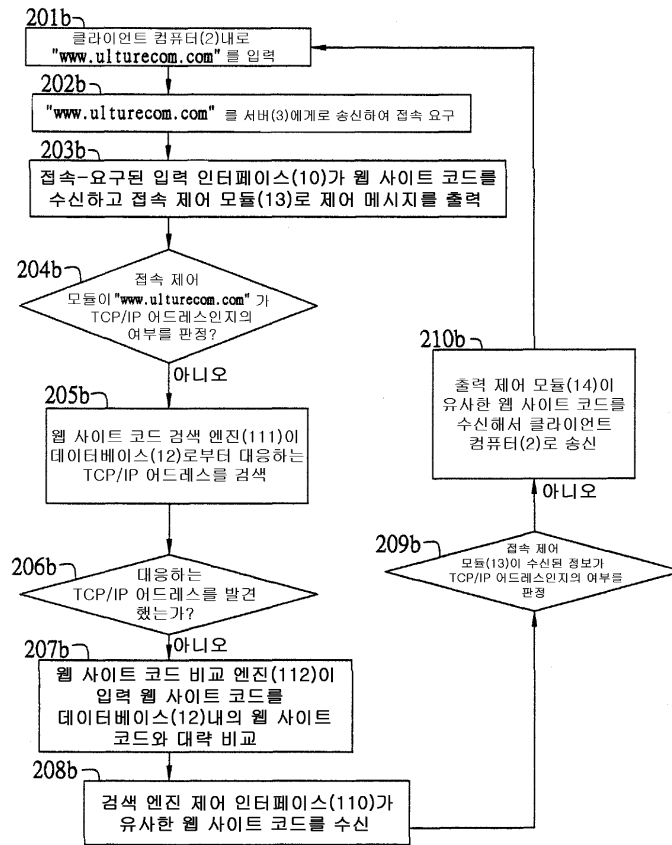 201b
클라이언트 컴퓨터(2)내로
"www.ulturecom.com" 를 입력
202b
"www.ulturecom.com" 를 서버(3)에게로 송신하여 접속 요구
203b
접속-요구된 입력 인터페이스(10)가 웹 사이트 코드를
수신하고 접속 제어 모듈(13)로 제어 메시지를 출력
204b
접속 제어
모듈이"www.ulturecom.com" 가
TCP/IP 어드레스인지의
여부를 판정?
아니오
205b
웹 사이트 코드 검색 엔진(111)이
데이터베이스(12)로부터 대응하는
TCP/IP 어드레스를 검색
206b
대응하는
TCP/IP 어드레스를 발견
했는가?
아니오
207b
웹 사이트 코드 비교 엔진(112)이
입력 웹 사이트 코드를
데이터베이스(12)내의 웹 사이트
코드와 대략 비교
208b
검색 엔진 제어 인터페이스(110)가
유사한 웹 사이트 코드를 수신
209b
접속 제어
모듈(13)이 수신된 정보가
TCP/IP 어드레스인지의 여부를
판정
아니오
210b
출력 제어 모듈(14)이
유사한 웹 사이트 코드를
수신해서 클라이언트
컴퓨터(2)로 송신